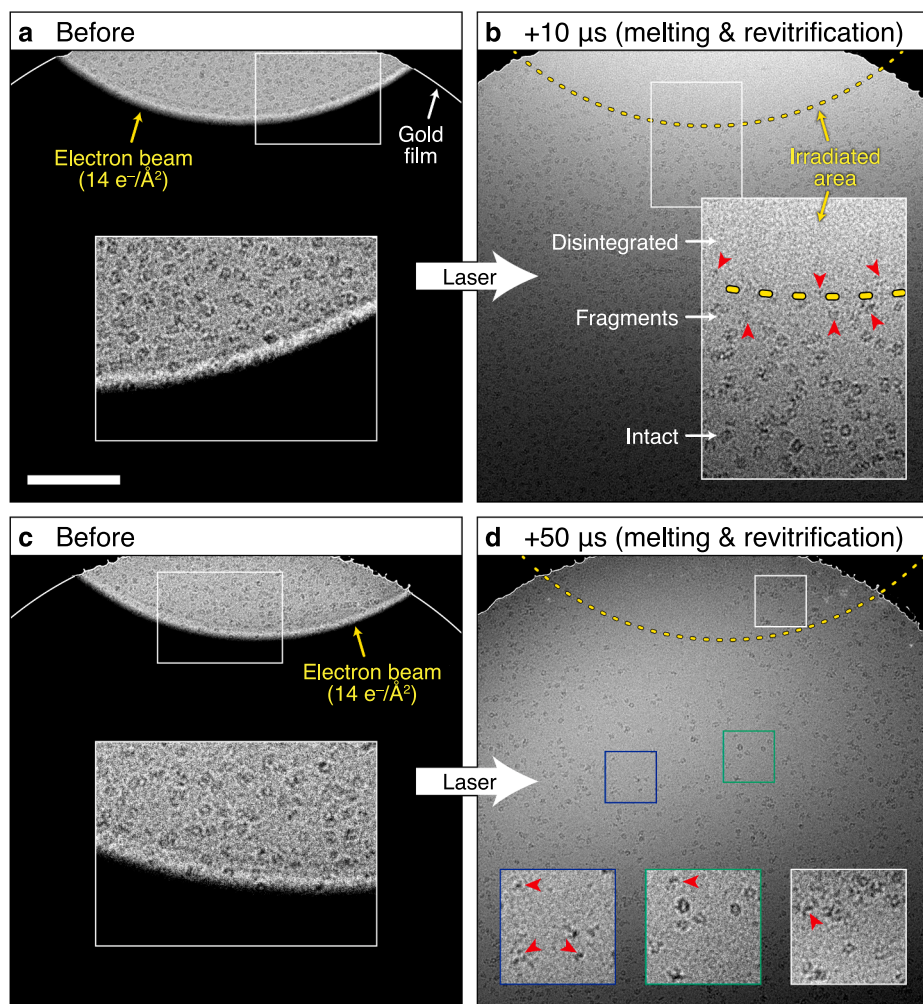 a Before
Electron beam
(14 e⁻/Å²)
Gold
film
Laser
b +10 µs (melting & revitrification)
Irradiated
area
Disintegrated
Fragments
Intact
c Before
Electron beam
(14 e⁻/Å²)
Laser
d +50 µs (melting & revitrification)